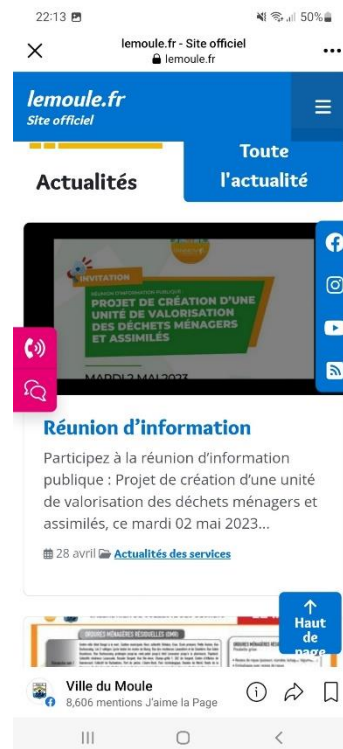 22:13 50%
lemoule.fr - Site officiel
lemoule.fr
lemoule.fr
Site officiel
Actualités
Toute
l'actualité
INVITATION
RÉUNION D'INFORMATION PUBLIQUE
PROJET DE CRÉATION D'UNE
UNITÉ DE VALORISATION
DES DÉCHETS MÉNAGERS
ET ASSIMILÉS
MARDI 2 MAI 2023
Réunion d'information
Participez à la réunion d'information
publique : Projet de création d'une unité
de valorisation des déchets ménagers et
assimilés, ce mardi 02 mai 2023...
28 avril Actualités des services
Haut
de
page
ORDURES MÉNAGÈRES RÉSIDUELLES (OMR)
Ville du Moule
8,606 mentions J'aime la Page